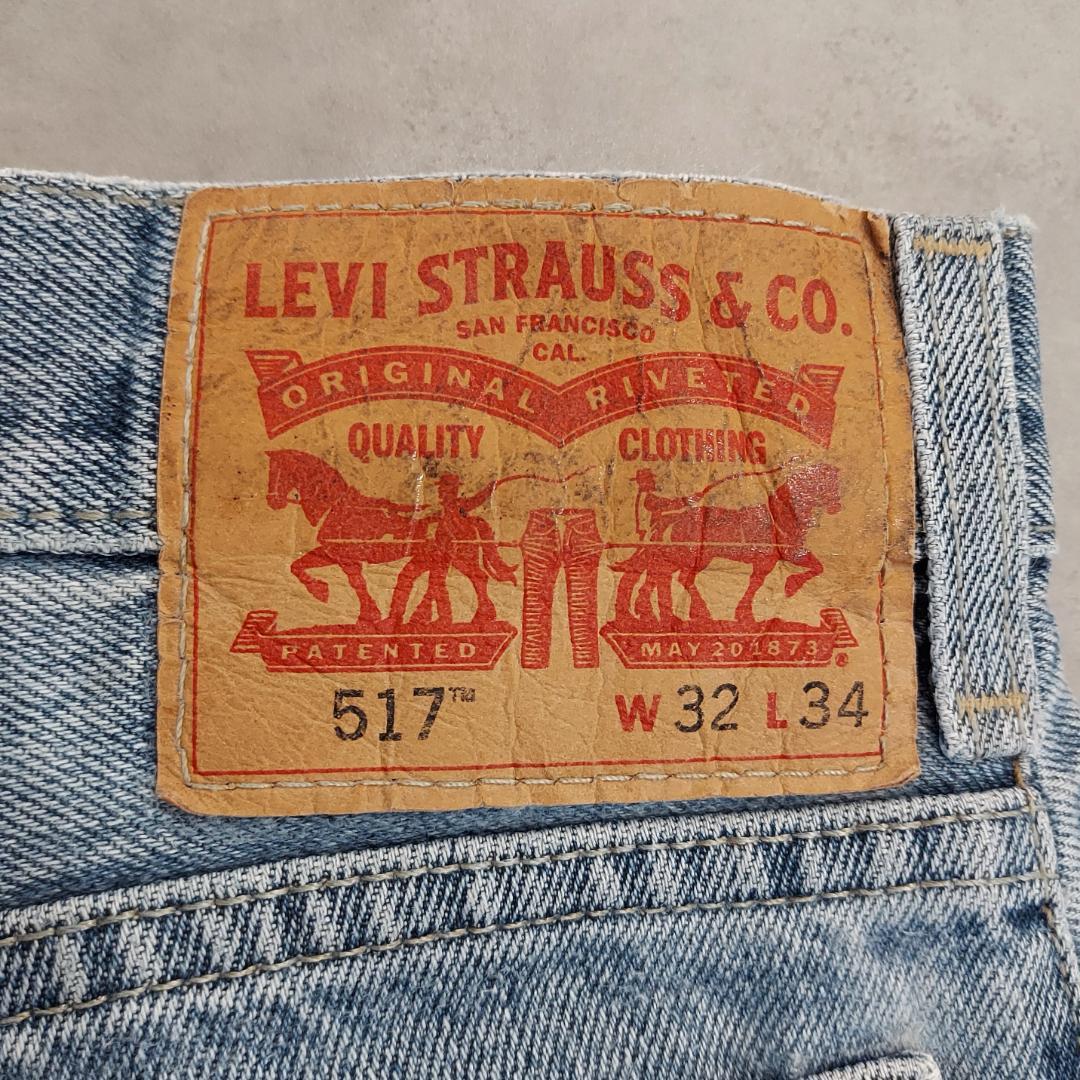 LEVI STRAUSS & CO.
SAN FRANCISCO
CAL.
ORIGINAL RIVETED
QUALITY CLOTHING
PATENTED MAY 20 1873 ®
517™ W 32 L 34